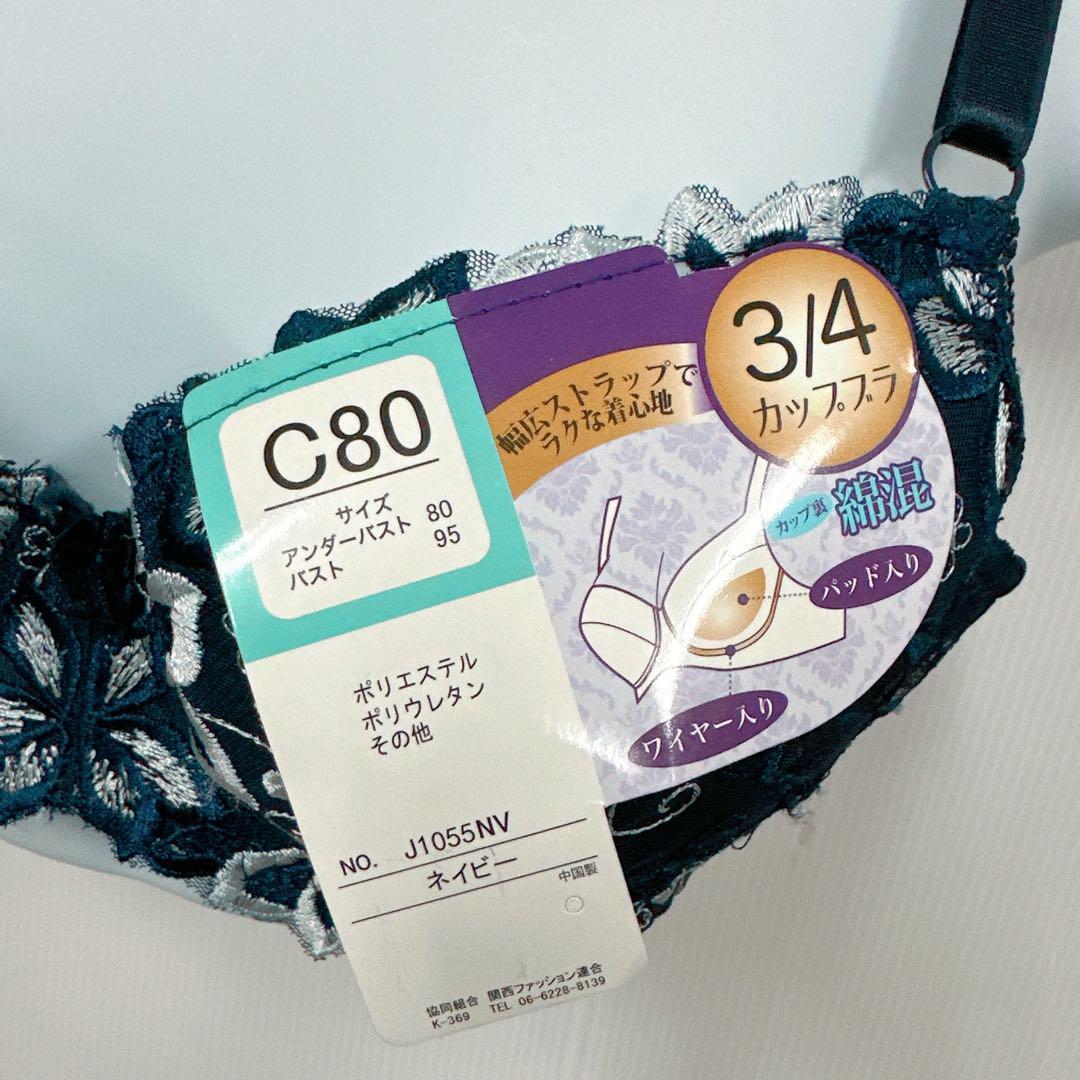 C80
サイズ
アンダーバスト 80
バスト 95
ポリエステル
ポリウレタン
その他
NO. J1055NV
ネイビー
中国製
協同組合 関西ファッション連合
K-369 TEL 06-6228-8139
3/4
カップブラ
幅広ストラップで
ラクな着心地
カップ裏 綿混
パッド入り
ワイヤー入り